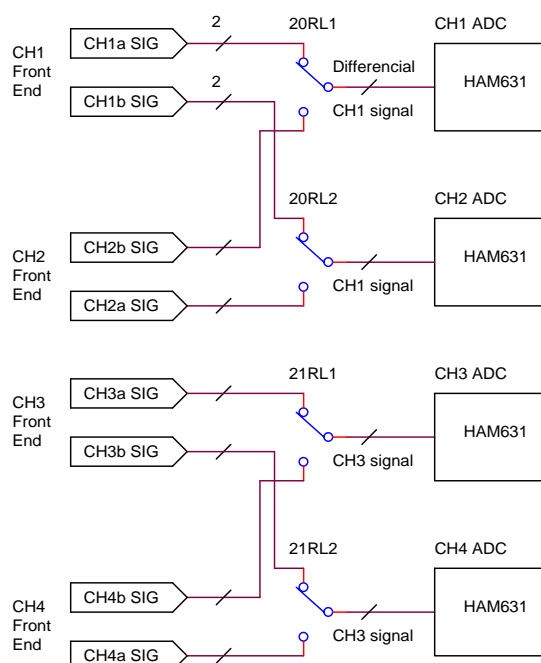 2
20RL1
CH1 ADC
CH1
Front
End
CH1a SIG
Differencial
HAM631
2
CH1b SIG
CH1 signal
20RL2
CH2 ADC
CH2
Front
End
CH2b SIG
HAM631
CH2a SIG
CH1 signal
21RL1
CH3 ADC
CH3
Front
End
CH3a SIG
HAM631
CH3b SIG
CH3 signal
21RL2
CH4 ADC
CH4
Front
End
CH4b SIG
HAM631
CH4a SIG
CH3 signal